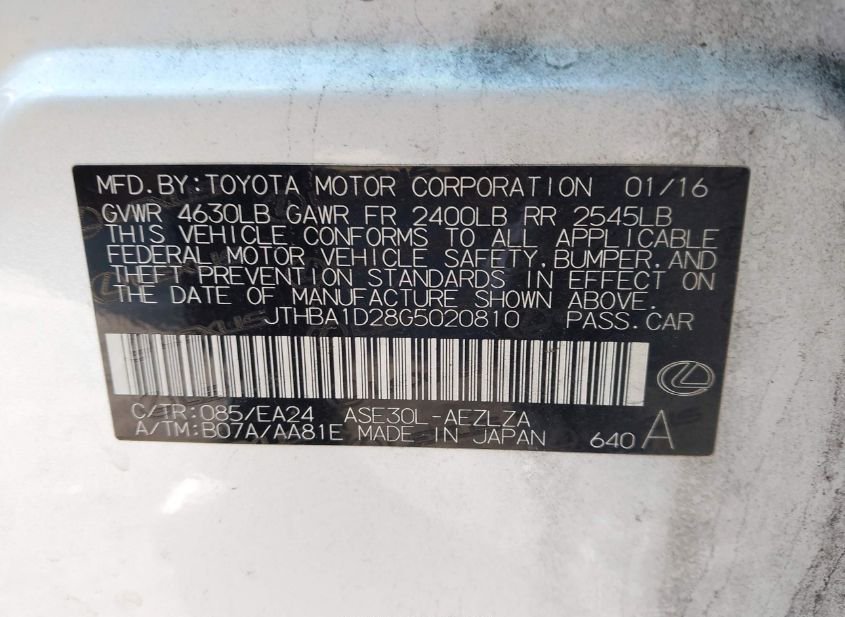 MFD.BY:TOYOTA MOTOR CORPORATION 01/16
GVWR 4630LB GAWR FR 2400LB RR 2545LB
THIS VEHICLE CONFORMS TO ALL APPLICABLE
FEDERAL MOTOR VEHICLE SAFETY.BUMPER.AND
THEFT PREVENTION STANDARDS IN EFFECT ON
THE DATE OF MANUFACTURE SHOWN ABOVE.
JTHBA1D28G5020810 PASS.CAR
C/TR:085/EA24 ASE30L-AEZLZA
A/TM:B07A/AA81E MADE IN JAPAN 640 A